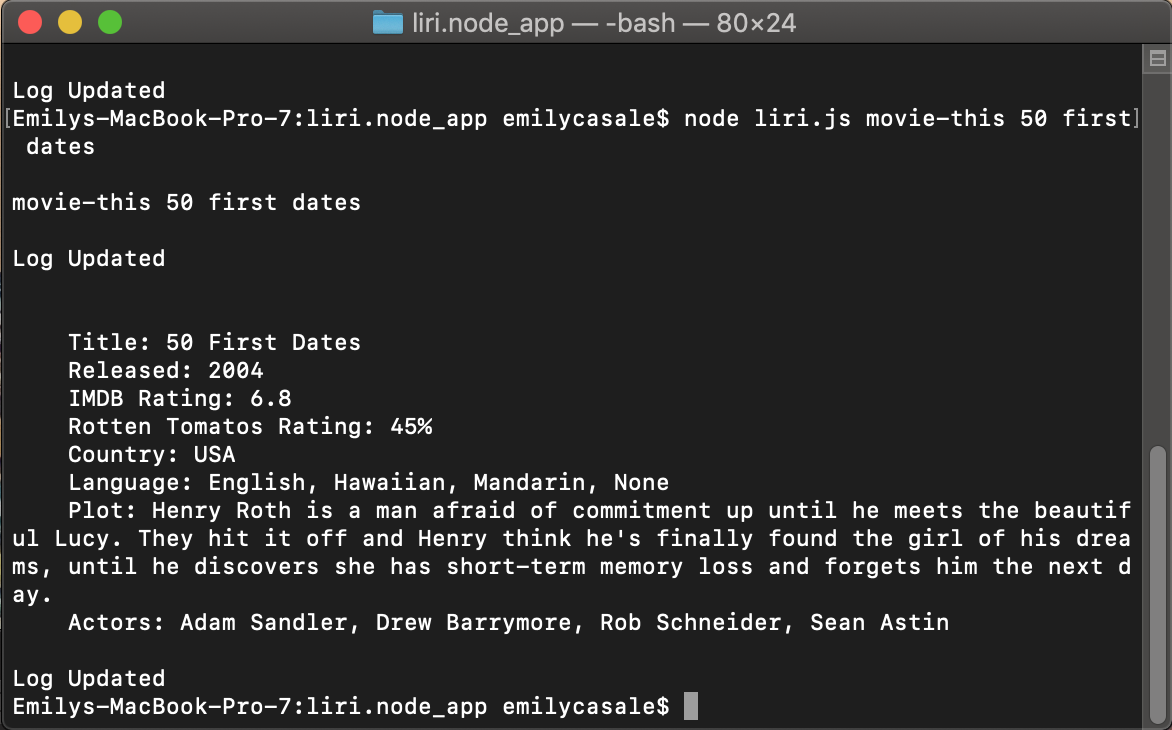 liri.node_app — -bash — 80×24
Log Updated
[Emilys-MacBook-Pro-7:liri.node_app emilycasale$ node liri.js movie-this 50 first]
dates
movie-this 50 first dates
Log Updated
Title: 50 First Dates
Released: 2004
IMDB Rating: 6.8
Rotten Tomatos Rating: 45%
Country: USA
Language: English, Hawaiian, Mandarin, None
Plot: Henry Roth is a man afraid of commitment up until he meets the beautif
ul Lucy. They hit it off and Henry think he's finally found the girl of his drea
ms, until he discovers she has short-term memory loss and forgets him the next d
ay.
Actors: Adam Sandler, Drew Barrymore, Rob Schneider, Sean Astin
Log Updated
Emilys-MacBook-Pro-7:liri.node_app emilycasale$